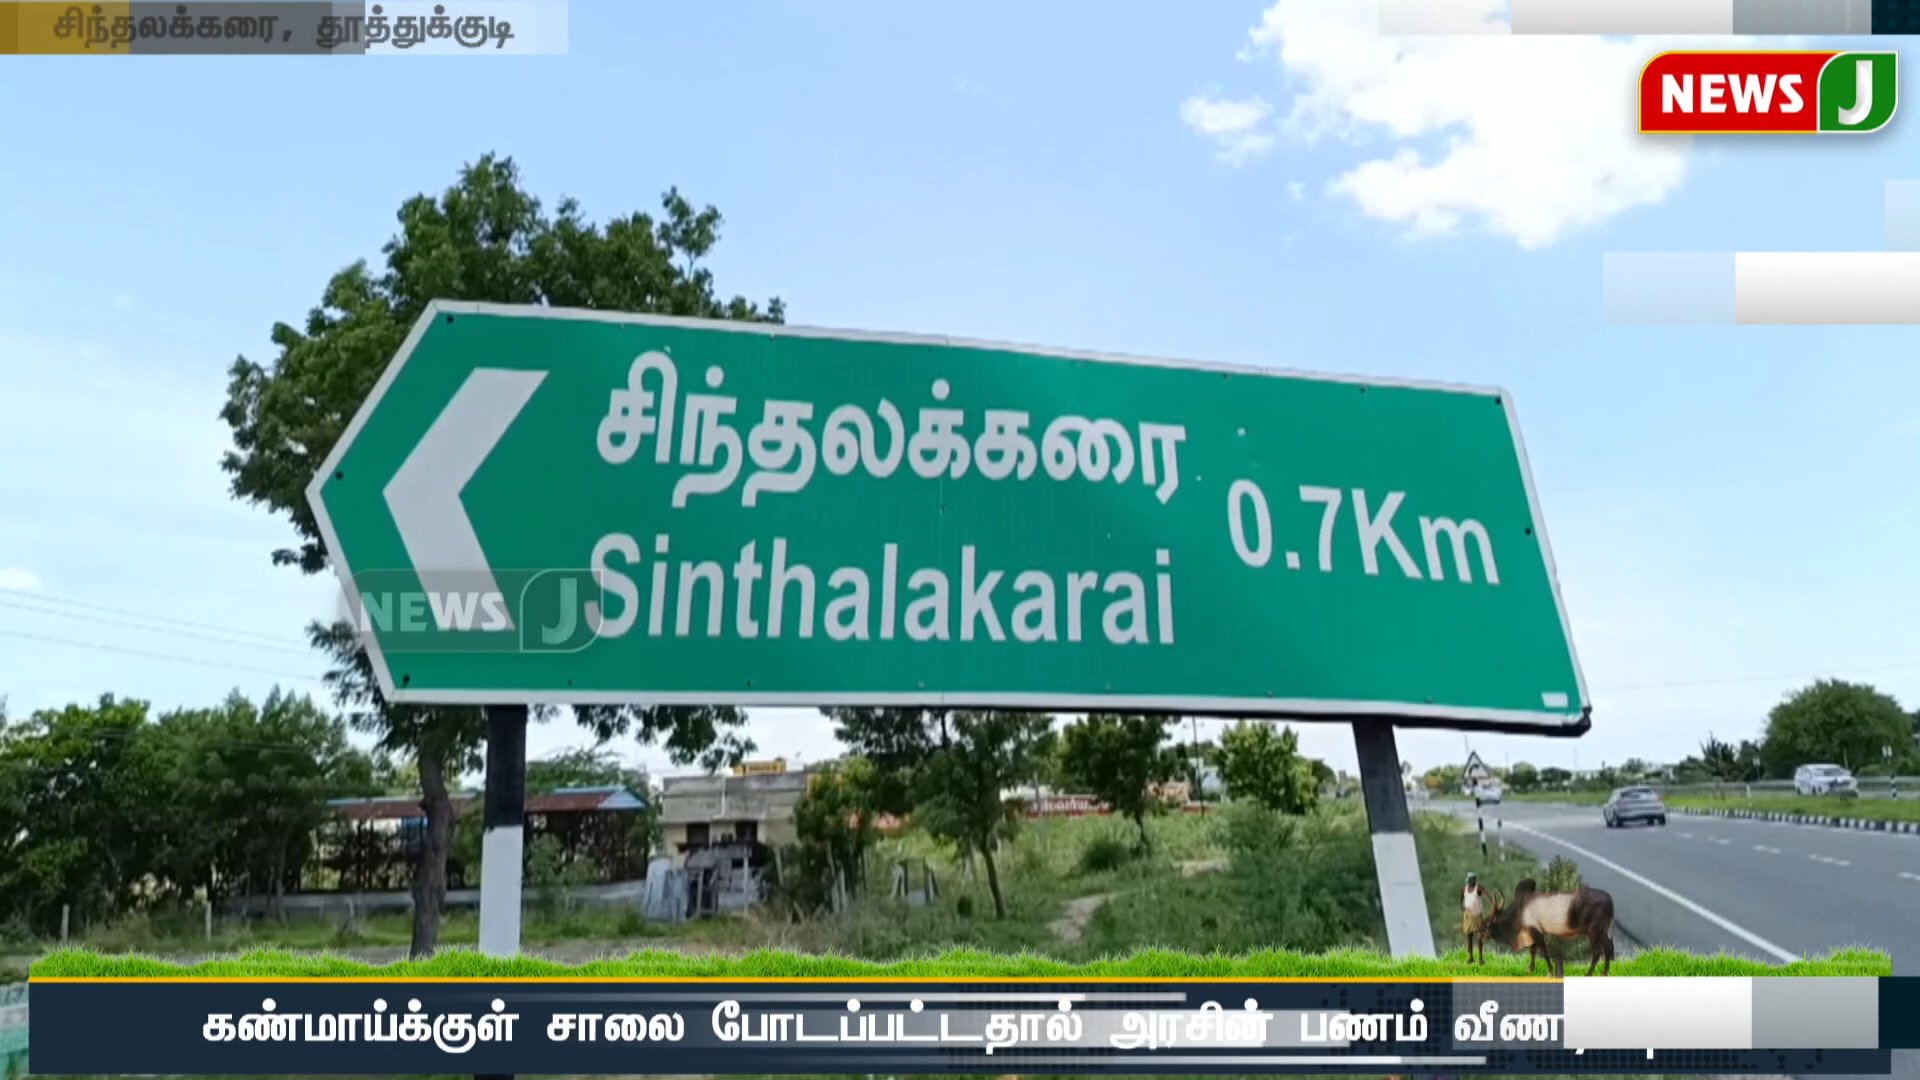 சிந்தலக்கரை, தூத்துக்குடி
NEWS J
சிந்தலக்கரை
0.7Km
Sinthalakarai
NEWS J
கண்மாய்க்குள் சாலை போடப்பட்டதால் அரசின் பணம்